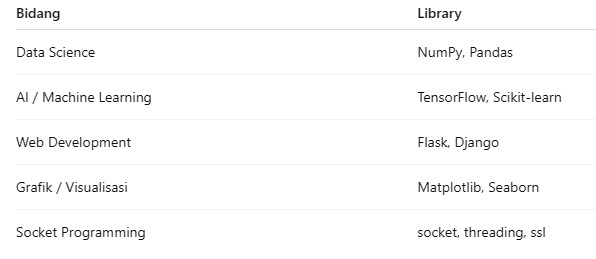 Bidang Library
Data Science NumPy, Pandas
AI / Machine Learning TensorFlow, Scikit-learn
Web Development Flask, Django
Grafik / Visualisasi Matplotlib, Seaborn
Socket Programming socket, threading, ssl